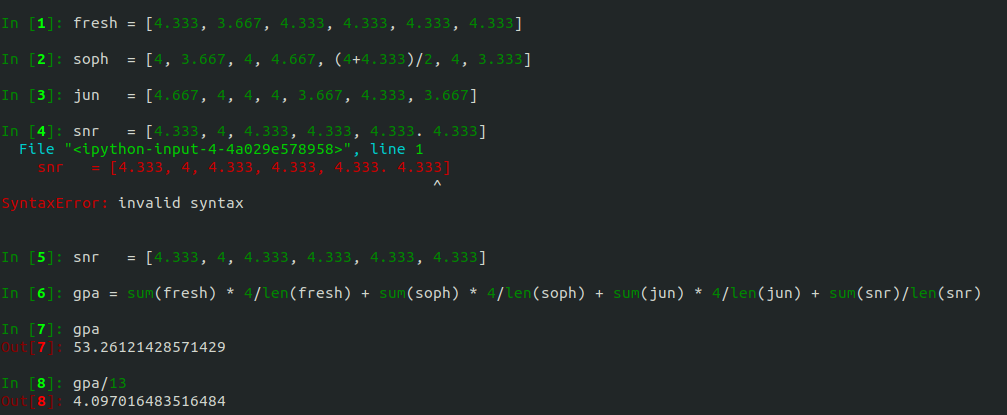 In [1]: fresh = [4.333, 3.667, 4.333, 4.333, 4.333, 4.333]
In [2]: soph  = [4, 3.667, 4, 4.667, (4+4.333)/2, 4, 3.333]
In [3]: jun   = [4.667, 4, 4, 4, 3.667, 4.333, 3.667]
In [4]: snr   = [4.333, 4, 4.333, 4.333, 4.333. 4.333]
  File "<ipython-input-4-4a029e578958>", line 1
    snr   = [4.333, 4, 4.333, 4.333, 4.333. 4.333]
                                                ^
SyntaxError: invalid syntax
In [5]: snr   = [4.333, 4, 4.333, 4.333, 4.333, 4.333]
In [6]: gpa = sum(fresh) * 4/len(fresh) + sum(soph) * 4/len(soph) + sum(jun) * 4/len(jun) + sum(snr)/len(snr)
In [7]: gpa
Out[7]: 53.26121428571429
In [8]: gpa/13
Out[8]: 4.097016483516484